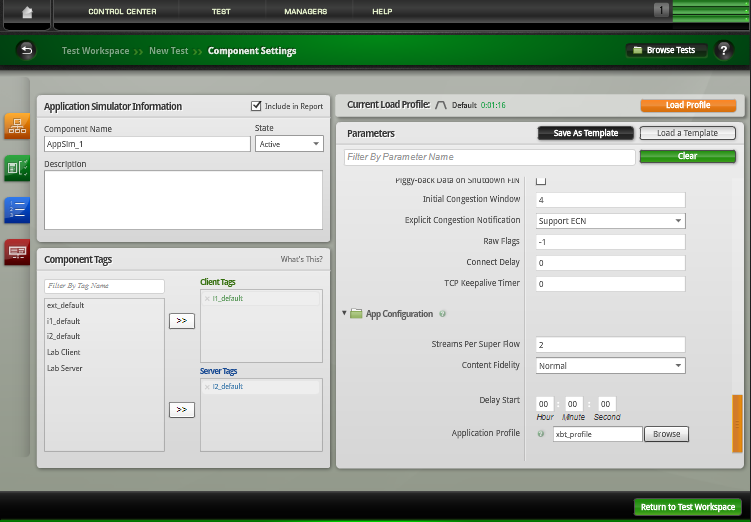 CONTROL CENTER TEST MANAGERS HELP 1
Test Workspace >> New Test >> Component Settings Browse Tests ?
Application Simulator Information Include in Report
Component Name State
AppSim_1 Active
Description
Component Tags What's This?
Filter By Tag Name
ext_default
i1_default
i2_default
Lab Client
Lab Server
>>
>>
Client Tags
i1_default
Server Tags
i2_default
Current Load Profile: Default 0:01:16 Load Profile
Parameters Save As Template Load a Template
Filter By Parameter Name Clear
Piggy-back Data on Shutdown FIN
Initial Congestion Window 4
Explicit Congestion Notification Support ECN
Raw Flags -1
Connect Delay 0
TCP Keepalive Timer 0
App Configuration ?
Streams Per Super Flow 2
Content Fidelity Normal
Delay Start 00 : 00 : 00
Hour Minute Second
Application Profile ? xbt_profile Browse
Return to Test Workspace